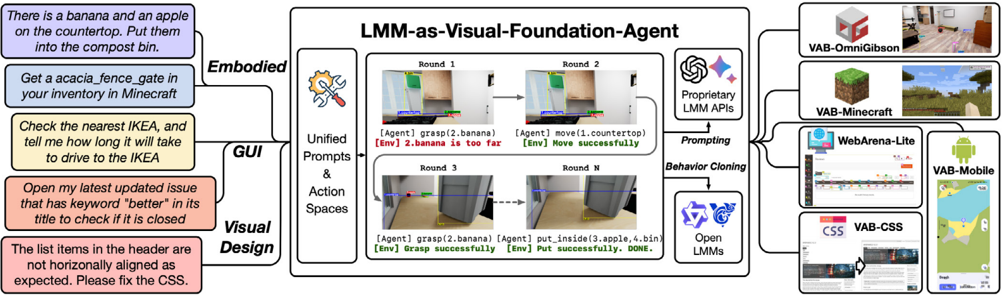 There is a banana and an apple
on the countertop. Put them
into the compost bin.
Get a acacia_fence_gate in
your inventory in Minecraft
Check the nearest IKEA, and
tell me how long it will take
to drive to the IKEA
Open my latest updated issue
that has keyword "better" in its
title to check if it is closed
The list items in the header are
not horizonally aligned as
expected. Please fix the CSS.
Embodied
GUI
Visual
Design
LMM-as-Visual-Foundation-Agent
Unified
Prompts
&
Action
Spaces
Round 1
[Agent] grasp(2.banana)
[Env] 2.banana is too far
Round 2
[Agent] move(1.countertop)
[Env] Move successfully
Round 3
[Agent] grasp(2.banana)
[Env] Grasp successfully
Round N
[Agent] put_inside(3.apple,4.bin)
[Env] Put successfully. DONE.
Proprietary
LMM APIs
Prompting
Behavior Cloning
Open
LMMs
VAB-OmniGibson
VAB-Minecraft
WebArena-Lite
VAB-Mobile
CSS
VAB-CSS